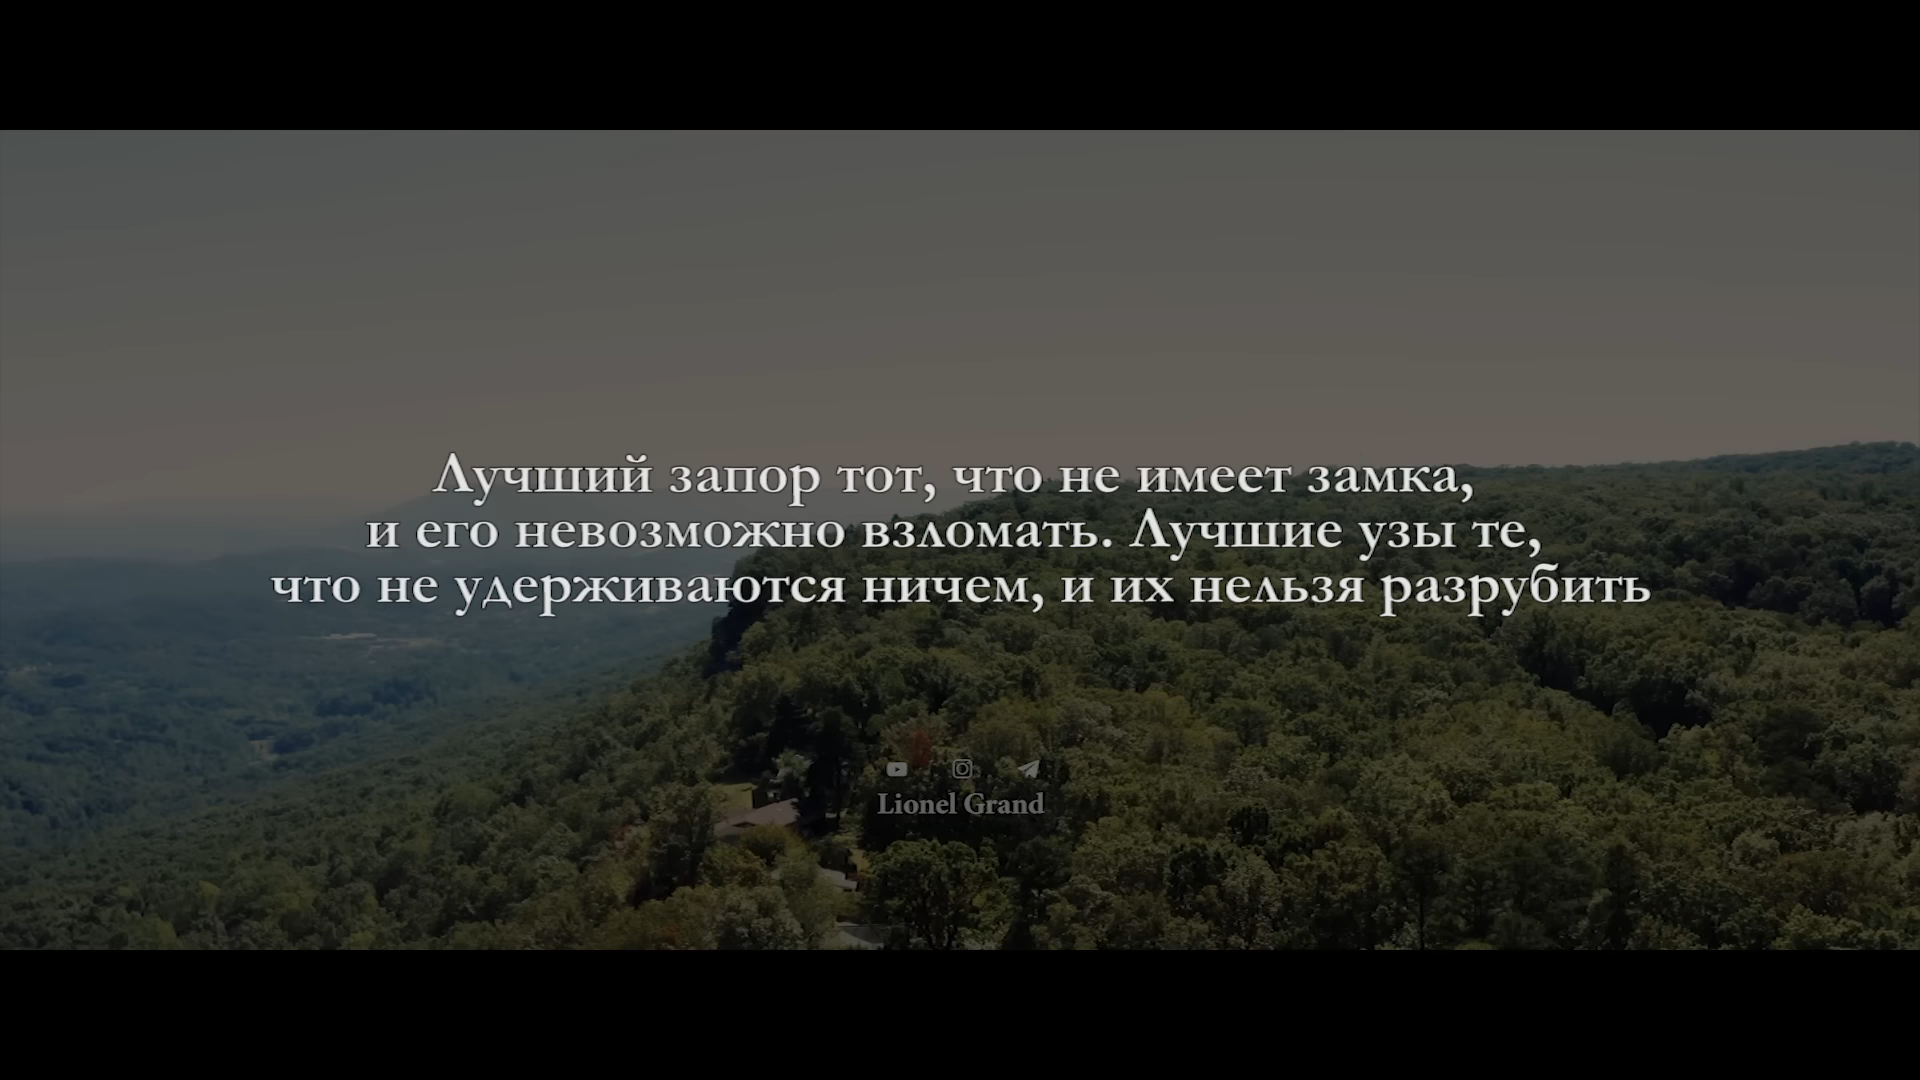 Лучший запор тот, что не имеет замка,
и его невозможно взломать. Лучшие узы те,
что не удерживаются ничем, и их нельзя разрубить
Lionel Grand